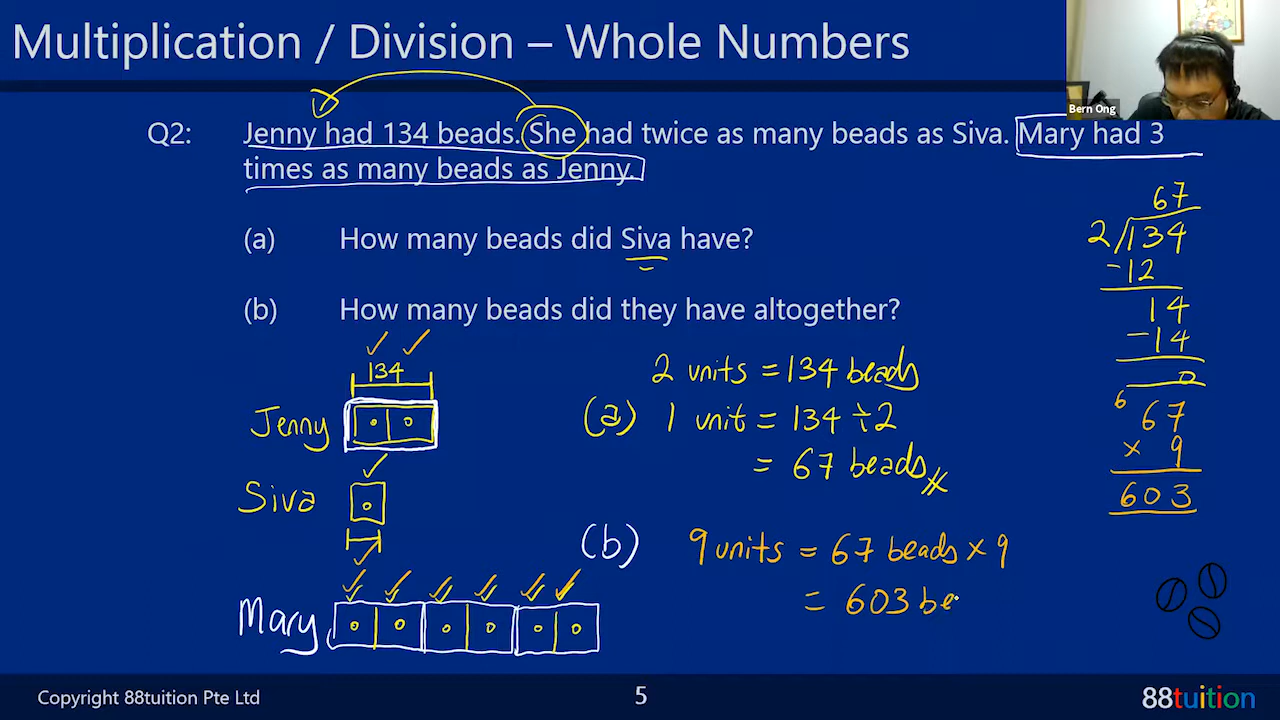 Multiplication / Division – Whole Numbers
Bern Ong
Q2: Jenny had 134 beads. She had twice as many beads as Siva. Mary had 3
times as many beads as Jenny.
(a) How many beads did Siva have?
(b) How many beads did they have altogether?
67
2 134
-12
14
-14
0
6
67
× 9
603
134
Jenny
Siva
Mary
2 units = 134 beads
(a) 1 unit = 134 ÷ 2
= 67 beads
(b) 9 units = 67 beads × 9
= 603 be
Copyright 88tuition Pte Ltd
5
88tuition